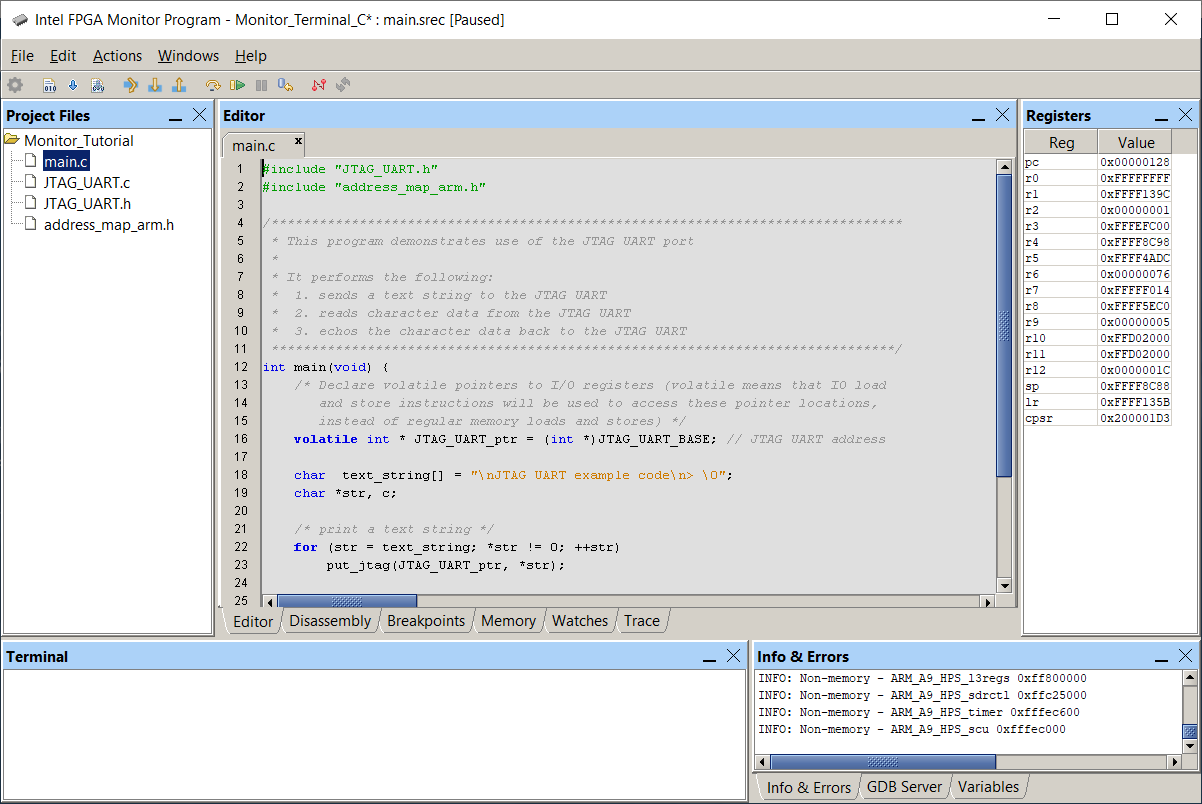 Intel FPGA Monitor Program - Monitor_Terminal_C* : main.srec [Paused]
File Edit Actions Windows Help
Project Files
Monitor_Tutorial
main.c
JTAG_UART.c
JTAG_UART.h
address_map_arm.h
Editor
main.c x
1 #include "JTAG_UART.h"
2 #include "address_map_arm.h"
3
4 /********************************************************************************
5 * This program demonstrates use of the JTAG UART port
6 *
7 * It performs the following:
8 * 1. sends a text string to the JTAG UART
9 * 2. reads character data from the JTAG UART
10 * 3. echos the character data back to the JTAG UART
11 ******************************************************************************/
12 int main(void) {
13 /* Declare volatile pointers to I/O registers (volatile means that IO load
14 and store instructions will be used to access these pointer locations,
15 instead of regular memory loads and stores) */
16 volatile int * JTAG_UART_ptr = (int *)JTAG_UART_BASE; // JTAG UART address
17
18 char text_string[] = "\nJTAG UART example code\n> \0";
19 char *str, c;
20
21 /* print a text string */
22 for (str = text_string; *str != 0; ++str)
23 put_jtag(JTAG_UART_ptr, *str);
24
25
Editor Disassembly Breakpoints Memory Watches Trace
Registers
Reg Value
pc 0x00000128
r0 0xFFFFFFFF
r1 0xFFFF139C
r2 0x00000001
r3 0xFFFEFC00
r4 0xFFFF8C98
r5 0xFFFF4ADC
r6 0x00000076
r7 0xFFFFF014
r8 0xFFFF5EC0
r9 0x00000005
r10 0xFFD02000
r11 0xFFD02000
r12 0x0000001C
sp 0xFFFF8C88
lr 0xFFFF135B
cpsr 0x200001D3
Terminal
Info & Errors
INFO: Non-memory - ARM_A9_HPS_l3regs 0xff800000
INFO: Non-memory - ARM_A9_HPS_sdrctl 0xffc25000
INFO: Non-memory - ARM_A9_HPS_timer 0xfffec600
INFO: Non-memory - ARM_A9_HPS_scu 0xfffec000
Info & Errors GDB Server Variables